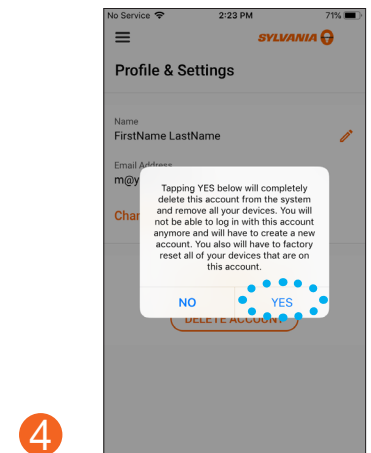 No Service 2:23 PM 71%
SYLVANIA
Profile & Settings
Name
FirstName LastName
Email Address
m@y
Chan
Tapping YES below will completely
delete this account from the system
and remove all your devices. You will
not be able to log in with this account
anymore and will have to create a new
account. You also will have to factory
reset all of your devices that are on
this account.
NO YES
DELETE ACCOUNT
4